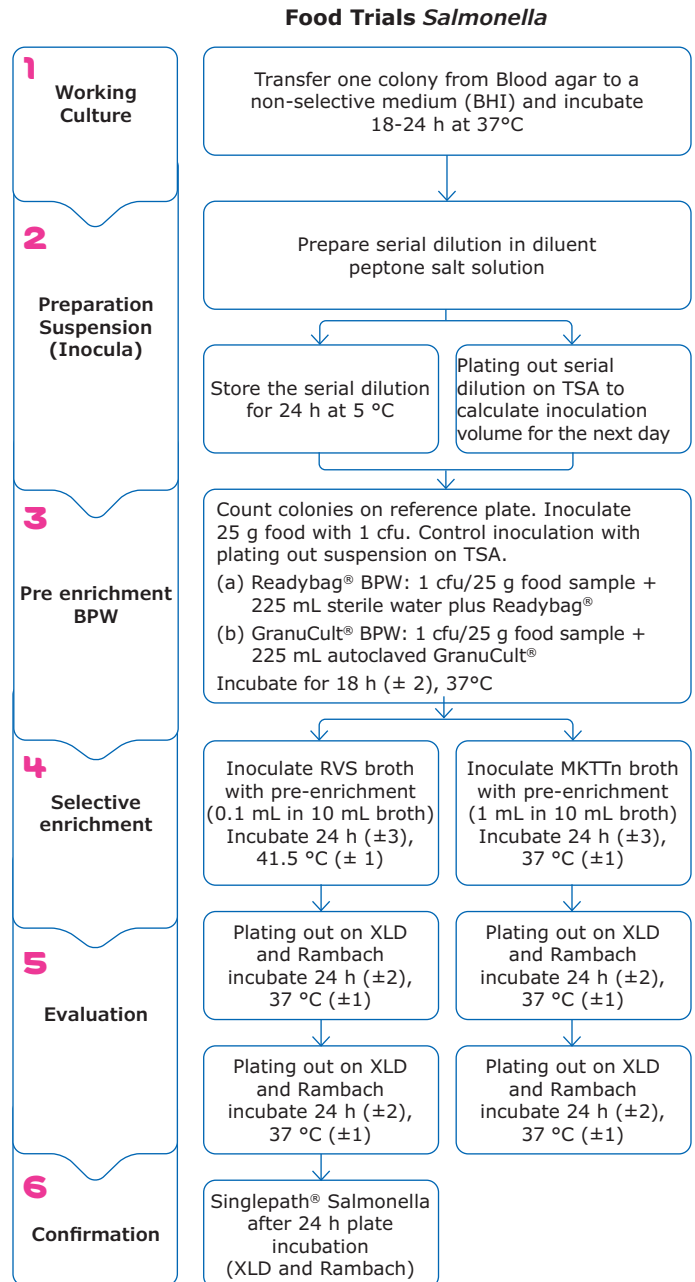 Food Trials Salmonella
1
Working
Culture
Transfer one colony from Blood agar to a
non-selective medium (BHI) and incubate
18-24 h at 37°C
2
Preparation
Suspension
(Inocula)
Prepare serial dilution in diluent
peptone salt solution
Store the serial dilution
for 24 h at 5 °C
Plating out serial
dilution on TSA to
calculate inoculation
volume for the next day
3
Pre enrichment
BPW
Count colonies on reference plate. Inoculate
25 g food with 1 cfu. Control inoculation with
plating out suspension on TSA.
(a) Readybag® BPW: 1 cfu/25 g food sample +
225 mL sterile water plus Readybag®
(b) GranuCult® BPW: 1 cfu/25 g food sample +
225 mL autoclaved GranuCult®
Incubate for 18 h (± 2), 37°C
4
Selective
enrichment
Inoculate RVS broth
with pre-enrichment
(0.1 mL in 10 mL broth)
Incubate 24 h (±3),
41.5 °C (± 1)
Inoculate MKTTn broth
with pre-enrichment
(1 mL in 10 mL broth)
Incubate 24 h (±3),
37 °C (±1)
5
Evaluation
Plating out on XLD
and Rambach
incubate 24 h (±2),
37 °C (±1)
Plating out on XLD
and Rambach
incubate 24 h (±2),
37 °C (±1)
Plating out on XLD
and Rambach
incubate 24 h (±2),
37 °C (±1)
Plating out on XLD
and Rambach
incubate 24 h (±2),
37 °C (±1)
6
Confirmation
Singlepath® Salmonella
after 24 h plate
incubation
(XLD and Rambach)